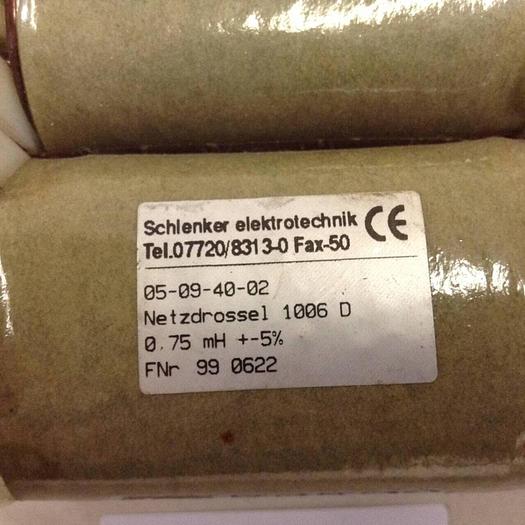 Schlenker elektrotechnik CE
Tel.07720/8313-0 Fax-50
05-09-40-02
Netzdrossel 1006 D
0.75 mH +-5%
FNr 99 0622